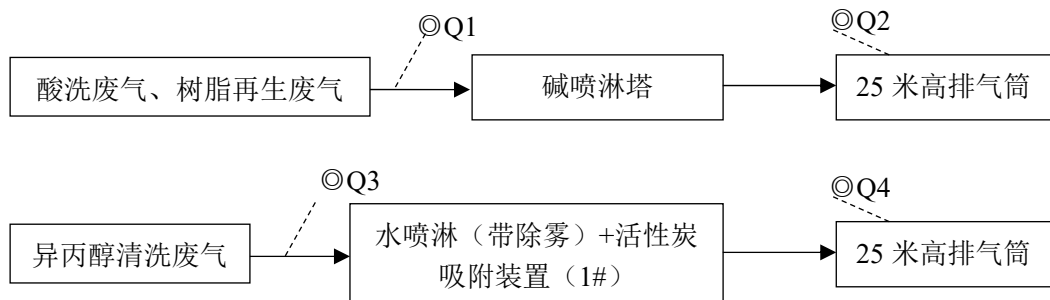 ◎Q1
◎Q2
酸洗废气、树脂再生废气
碱喷淋塔
25 米高排气筒
◎Q3
◎Q4
异丙醇清洗废气
水喷淋（带除雾）+活性炭
吸附装置（1#）
25 米高排气筒